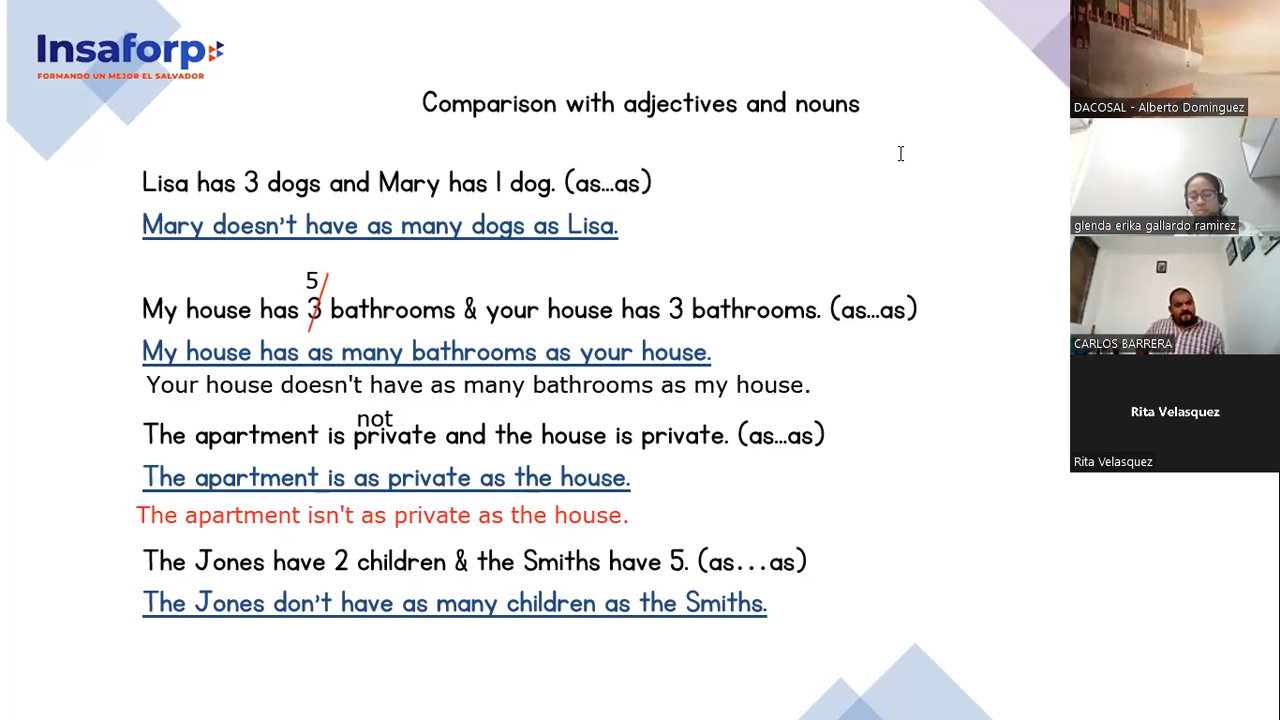 Insaforp
FORMANDO UN MEJOR EL SALVADOR
Comparison with adjectives and nouns
Lisa has 3 dogs and Mary has 1 dog. (as...as)
Mary doesn't have as many dogs as Lisa.
5
My house has 3 bathrooms & your house has 3 bathrooms. (as...as)
My house has as many bathrooms as your house.
Your house doesn't have as many bathrooms as my house.
not
The apartment is private and the house is private. (as...as)
The apartment is as private as the house.
The apartment isn't as private as the house.
The Jones have 2 children & the Smiths have 5. (as...as)
The Jones don't have as many children as the Smiths.
DACOSAL - Alberto Domínguez
glenda erika gallardo ramirez
CARLOS BARRERA
Rita Velasquez
Rita Velasquez